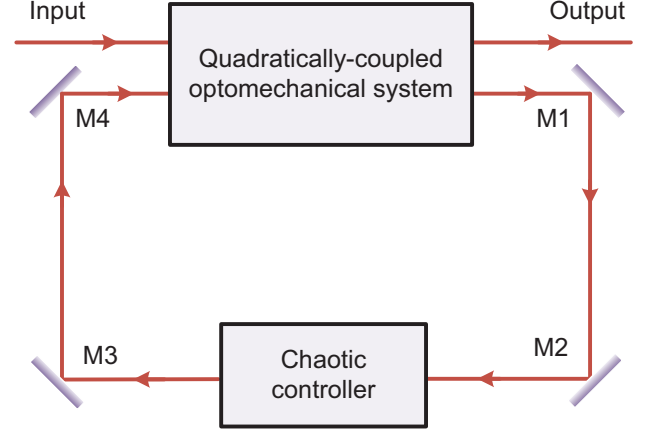 Input
Output
Quadratically-coupled
optomechanical system
M4
M1
M3
M2
Chaotic
controller